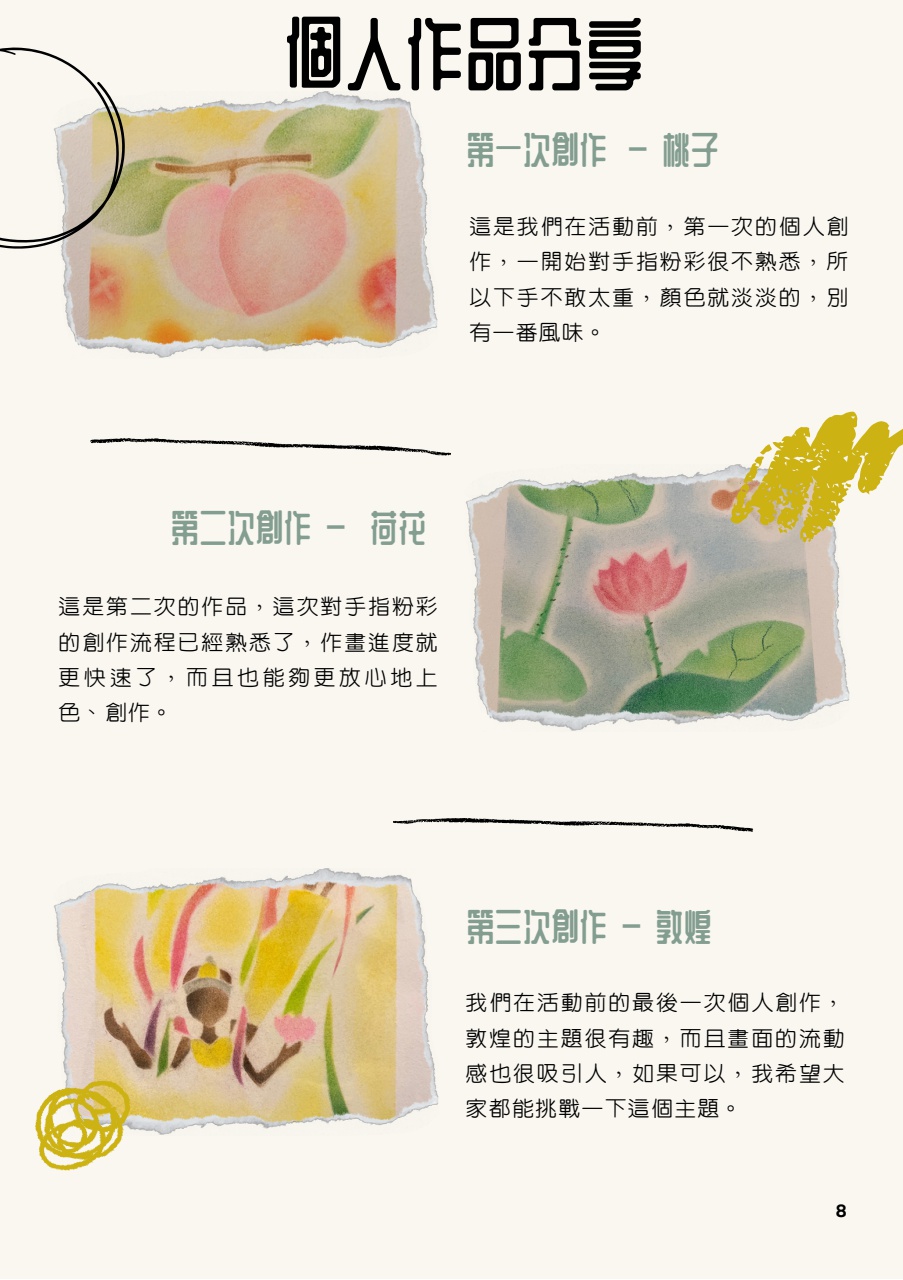 個人作品分享
第一次創作 － 桃子
這是我們在活動前，第一次的個人創
作，一開始對手指粉彩很不熟悉，所
以下手不敢太重，顏色就淡淡的，別
有一番風味。
第二次創作 － 荷花
這是第二次的作品，這次對手指粉彩
的創作流程已經熟悉了，作畫進度就
更快速了，而且也能夠更放心地上
色、創作。
第三次創作 － 敦煌
我們在活動前的最後一次個人創作，
敦煌的主題很有趣，而且畫面的流動
感也很吸引人，如果可以，我希望大
家都能挑戰一下這個主題。
8